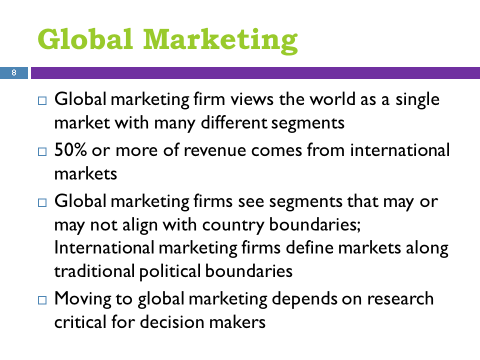 Global Marketing
8
Global marketing firm views the world as a single
market with many different segments
50% or more of revenue comes from international
markets
Global marketing firms see segments that may or
may not align with country boundaries;
International marketing firms define markets along
traditional political boundaries
Moving to global marketing depends on research
critical for decision makers